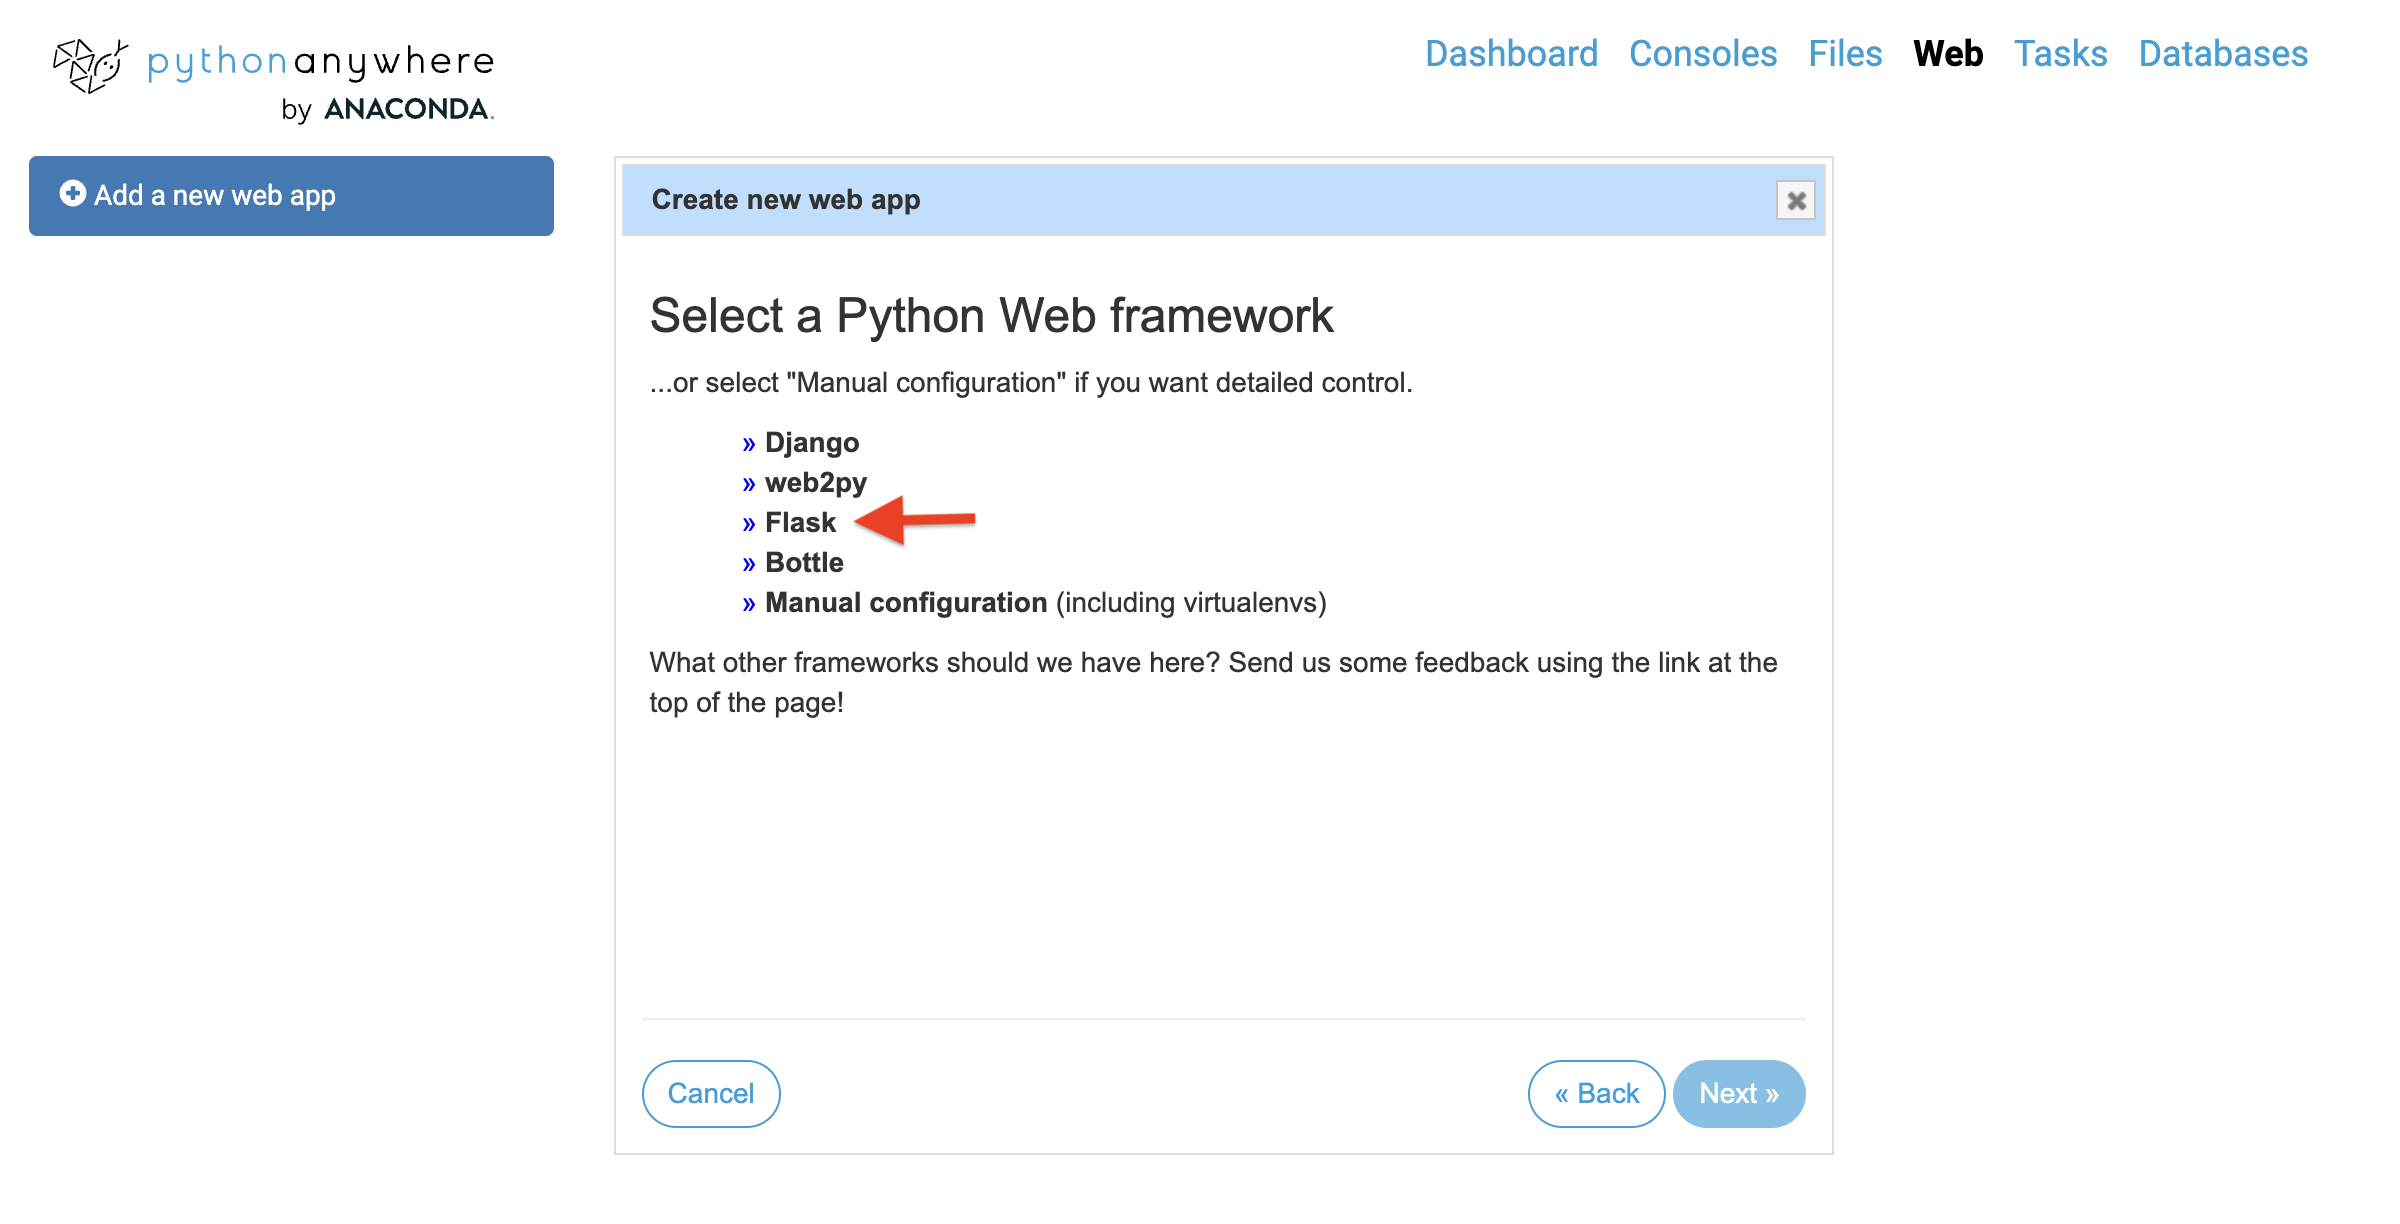 pythonanywhere
by ANACONDA.
Dashboard Consoles Files Web Tasks Databases
Add a new web app
Create new web app
Select a Python Web framework
...or select "Manual configuration" if you want detailed control.
» Django
» web2py
» Flask
» Bottle
» Manual configuration (including virtualenvs)
What other frameworks should we have here? Send us some feedback using the link at the
top of the page!
Cancel
« Back
Next »